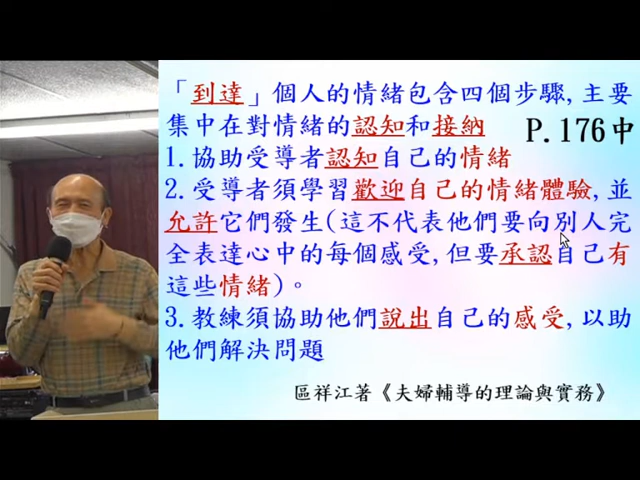 「到達」個人的情緒包含四個步驟,主要
集中在對情緒的認知和接納
P.176中
1.協助受導者認知自己的情緒
2.受導者須學習歡迎自己的情緒體驗,並
允許它們發生(這不代表他們要向別人完
全表達心中的每個感受,但要承認自己有
這些情緒)。
3.教練須協助他們說出自己的感受,以助
他們解決問題
區祥江著《夫婦輔導的理論與實務》